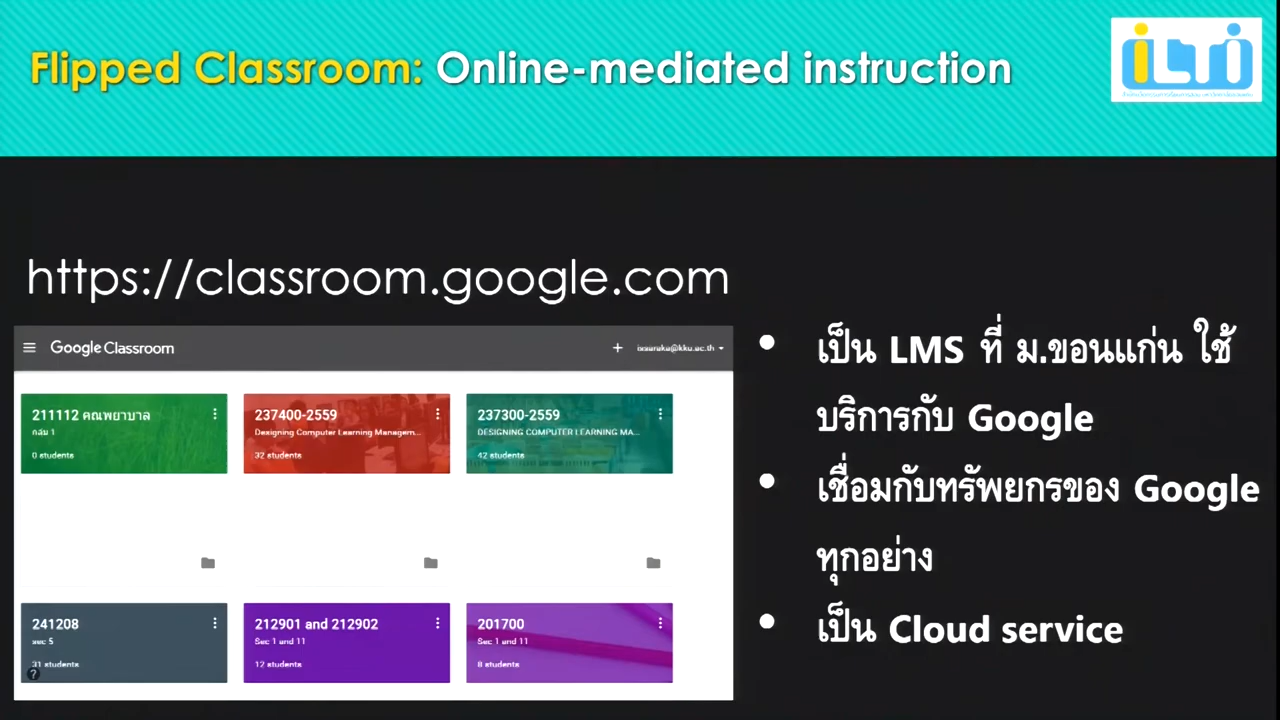 Flipped Classroom: Online-mediated instruction
iLTi
https://classroom.google.com
Google Classroom
issaraka@kku.ac.th
211112 คณพยาบาล
กลุ่ม 1
0 students
237400-2559
Designing Computer Learning Managem...
32 students
237300-2559
DESIGNING COMPUTER LEARNING MA...
42 students
241208
sec 5
31 students
212901 and 212902
Sec 1 and 11
12 students
201700
Sec 1 and 11
8 students
• เป็น LMS ที่ ม.ขอนแก่น ใช้
บริการกับ Google
• เชื่อมกับทรัพยกรของ Google
ทุกอย่าง
• เป็น Cloud service